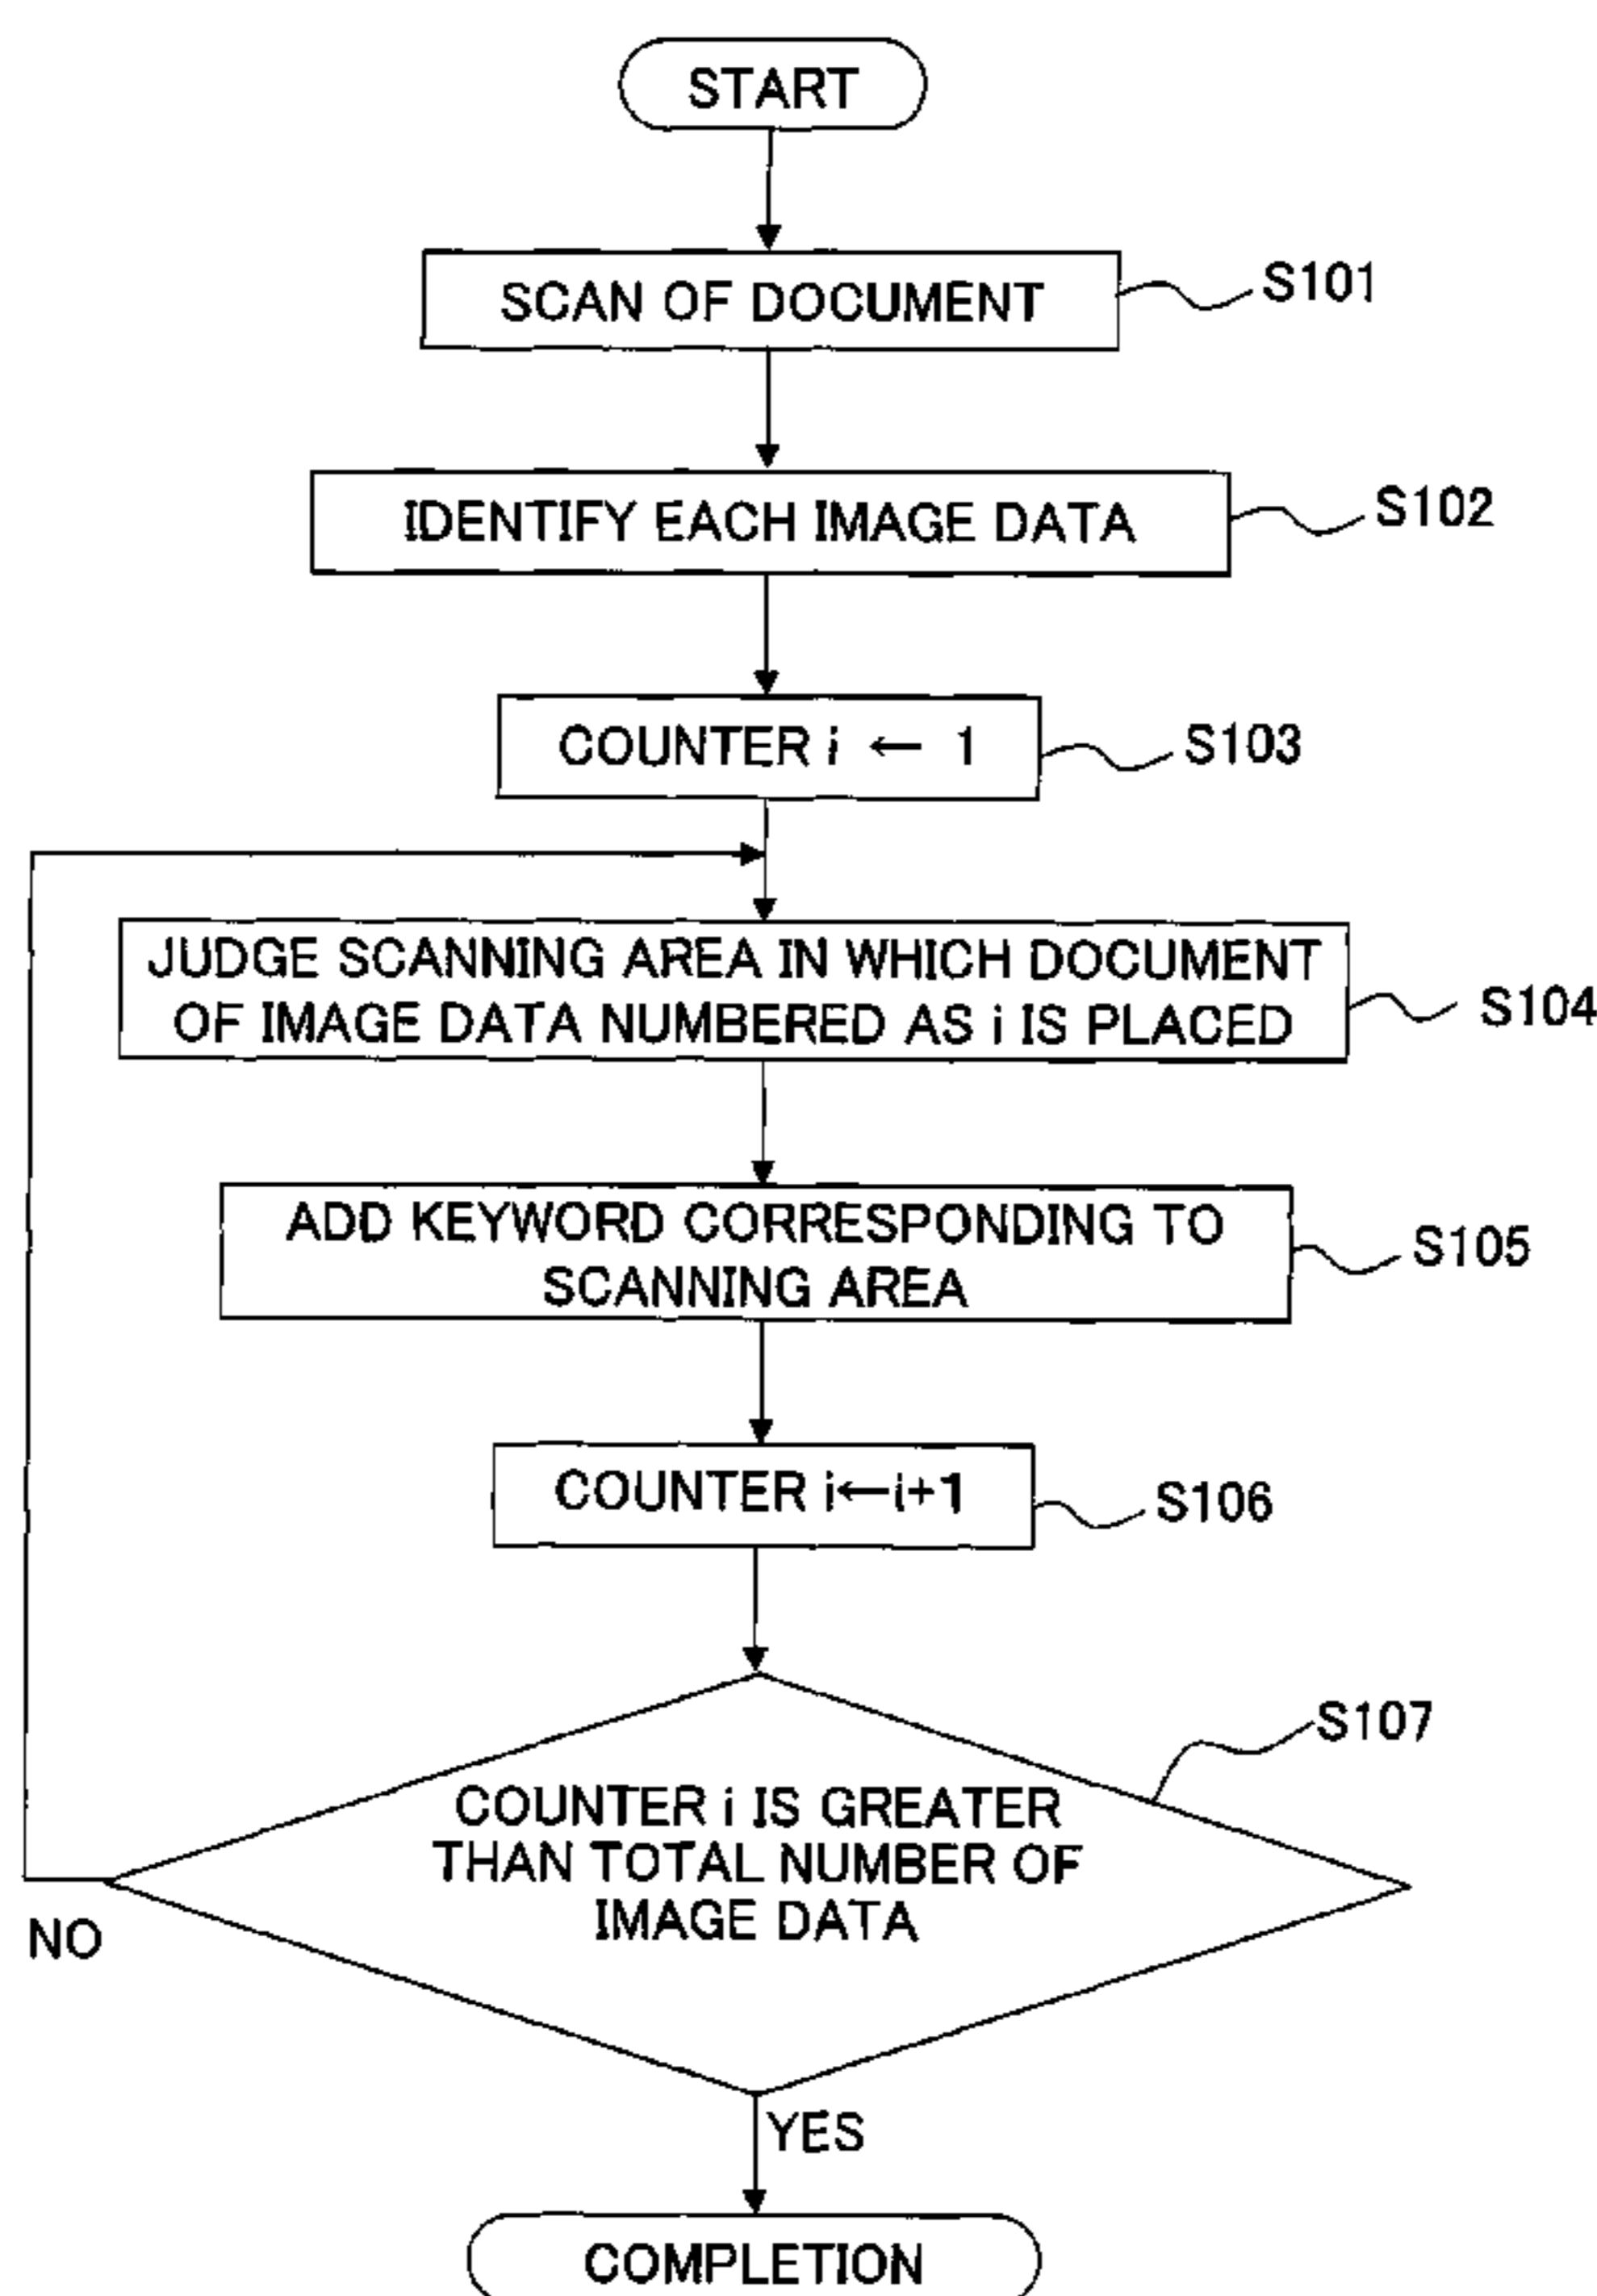 START
SCAN OF DOCUMENT
S101
IDENTIFY EACH IMAGE DATA
S102
COUNTER i ← 1
S103
JUDGE SCANNING AREA IN WHICH DOCUMENT
OF IMAGE DATA NUMBERED AS i IS PLACED
S104
ADD KEYWORD CORRESPONDING TO
SCANNING AREA
S105
COUNTER i←i+1
S106
S107
COUNTER i IS GREATER
THAN TOTAL NUMBER OF
IMAGE DATA
NO
YES
COMPLETION